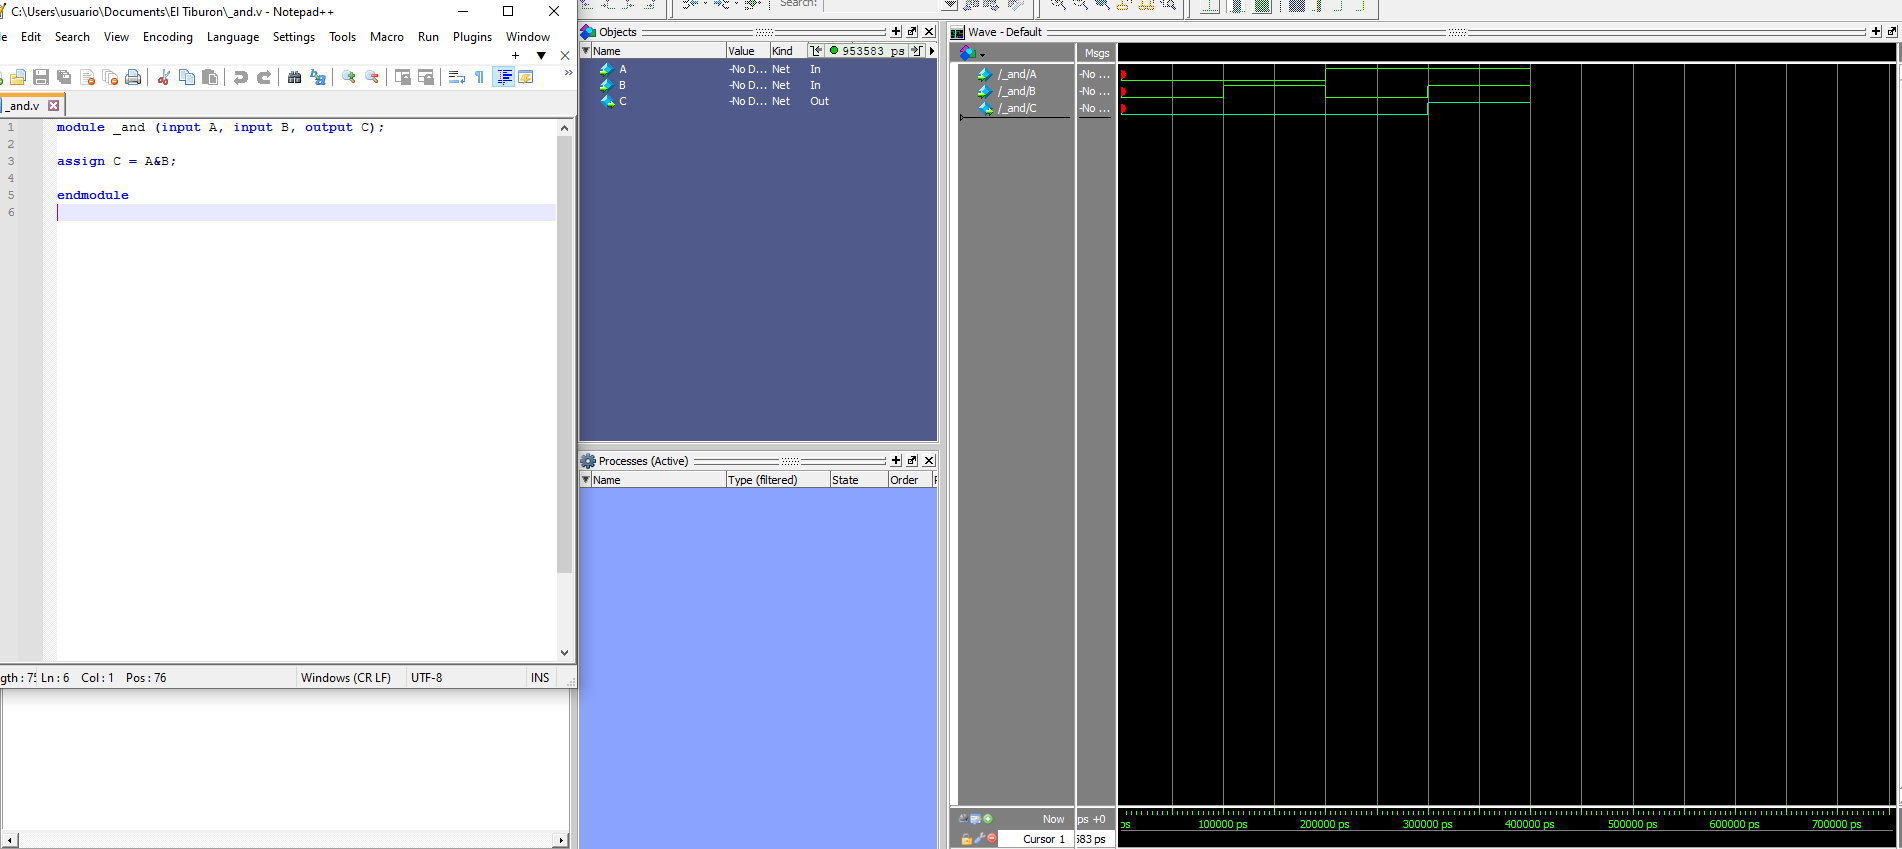 C:\Users\usuario\Documents\El Tiburon\_and.v - Notepad++
Edit Search View Encoding Language Settings Tools Macro Run Plugins Window
+ ▼ X
_and.v
1 module _and (input A, input B, output C);
2
3 assign C = A&B;
4
5 endmodule
6
Ln : 6 Col : 1 Pos : 76 Windows (CR LF) UTF-8 INS
Search:
Objects
Name Value Kind 953583 ps
A -No D... Net In
B -No D... Net In
C -No D... Net Out
Processes (Active)
Name Type (filtered) State Order
Wave - Default
Msgs
/_and/A -No ...
/_and/B -No ...
/_and/C -No ...
Now ps +0
Cursor 1 583 ps
ps 100000 ps 200000 ps 300000 ps 400000 ps 500000 ps 600000 ps 700000 ps